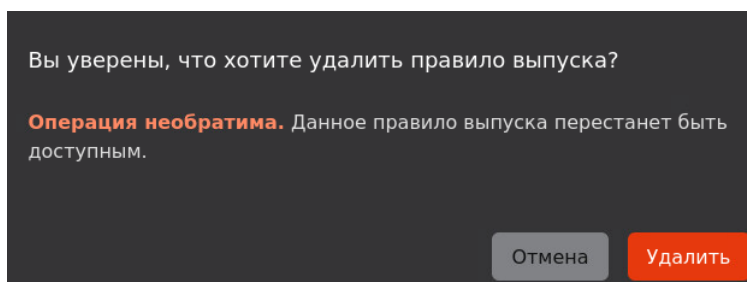 Вы уверены, что хотите удалить правило выпуска?
Операция необратима. Данное правило выпуска перестанет быть
доступным.
Отмена
Удалить